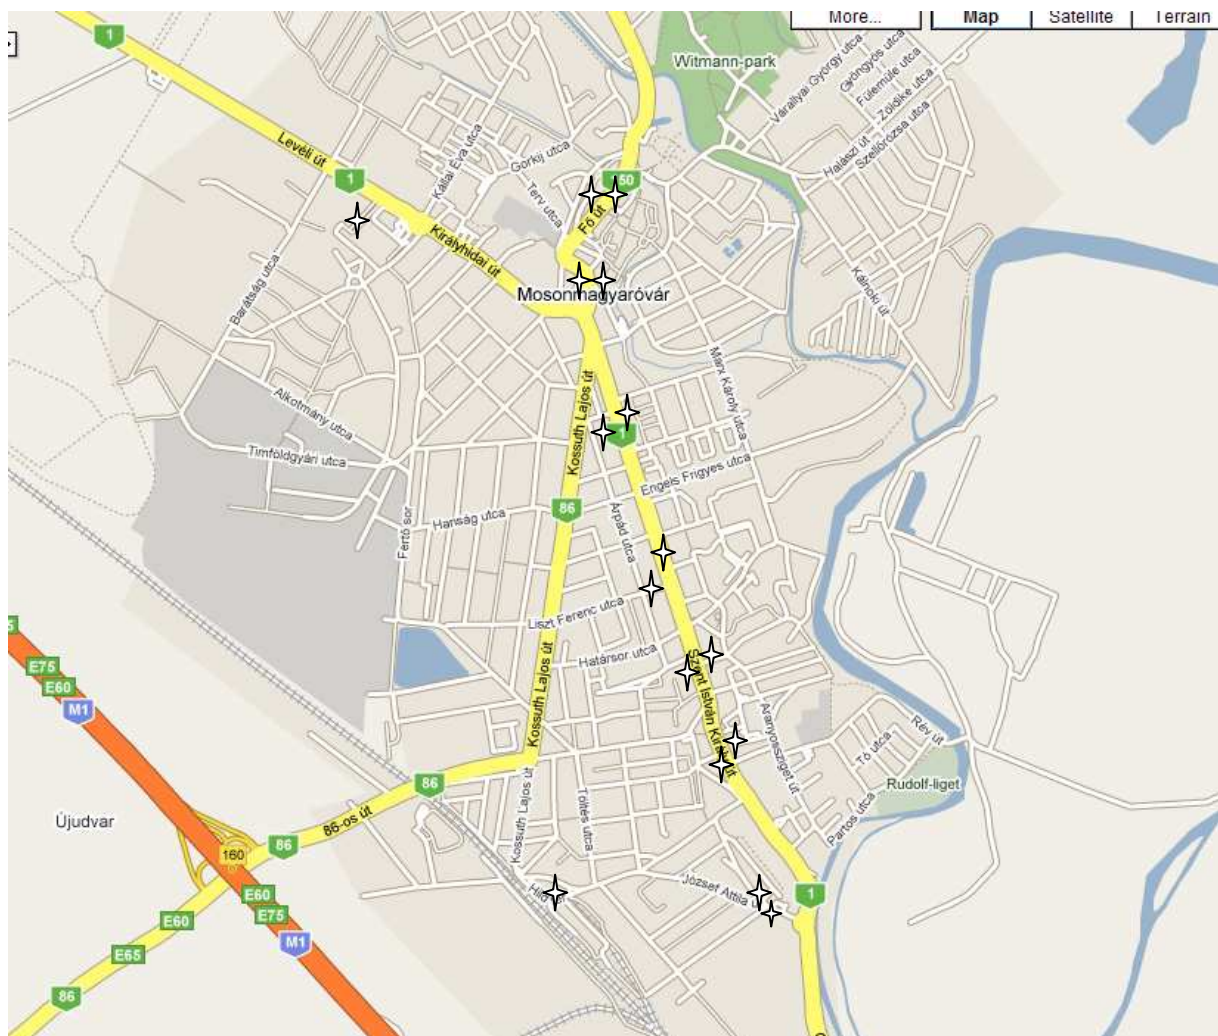 More...
Map
Satellite
Terrain
1
Witmann-park
Várallyai György utca
Gyöngyös utca
Fülemüle utca
Zöldike utca
Szellőrózsa utca
Halászi út
Levéli út
Kállai Éva utca
Gorkij utca
Terv utca
1
150
Fő út
Királyhidai út
Barátság utca
Mosonmagyaróvár
Kálnoki út
Marx Károly utca
Alkotmány utca
Timföldgyári utca
Kossuth Lajos út
1
Engels Frigyes utca
86
Hanság utca
Fertő sor
Árpád utca
Liszt Ferenc utca
Határsor utca
Kossuth Lajos út
Szent István Király út
Aranyossziget út
Rév út
Tó utca
Rudolf-liget
Partos utca
E75
E60
M1
86
Kossuth Lajos út
Töltés utca
Újudvar
86-os út
86
160
József Attila u
1
E60
E75
E60
M1
E65
86